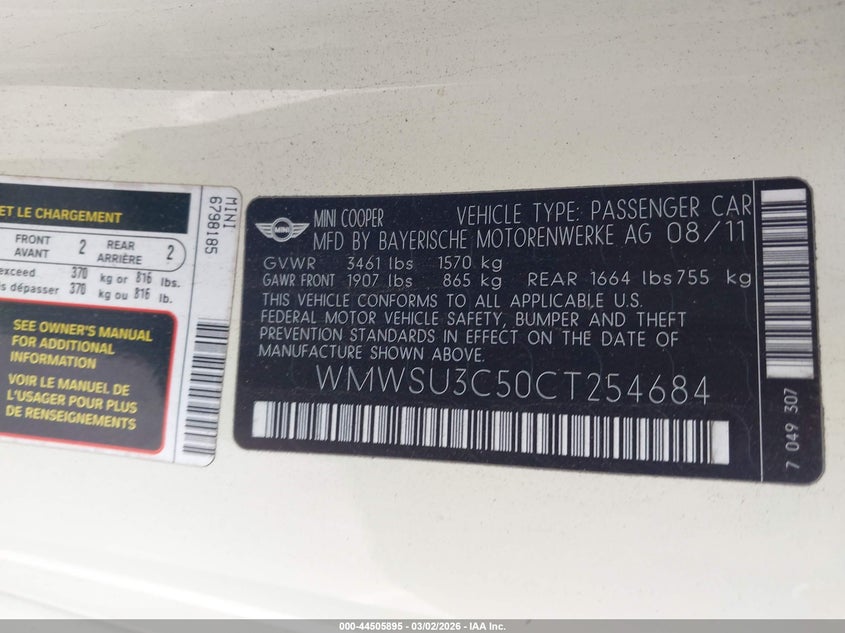 ET LE CHARGEMENT
FRONT 2 REAR 2
AVANT ARRIÈRE
exceed 370 kg or 816 lbs.
is dépasser 370 kg ou 816 lb.
SEE OWNER'S MANUAL
FOR ADDITIONAL
INFORMATION
VOIR LE MANUEL DE
L'USAGER POUR PLUS
DE RENSEIGNEMENTS
MINI
6798185
MINI
MINI COOPER VEHICLE TYPE: PASSENGER CAR
MFD BY BAYERISCHE MOTORENWERKE AG 08/11
GVWR 3461 lbs 1570 kg
GAWR FRONT 1907 lbs 865 kg REAR 1664 lbs 755 kg
THIS VEHICLE CONFORMS TO ALL APPLICABLE U.S.
FEDERAL MOTOR VEHICLE SAFETY, BUMPER AND THEFT
PREVENTION STANDARDS IN EFFECT ON THE DATE OF
MANUFACTURE SHOWN ABOVE.
WMWSU3C50CT254684
7 049 307
000-44505895 - 03/02/2026 - IAA Inc.